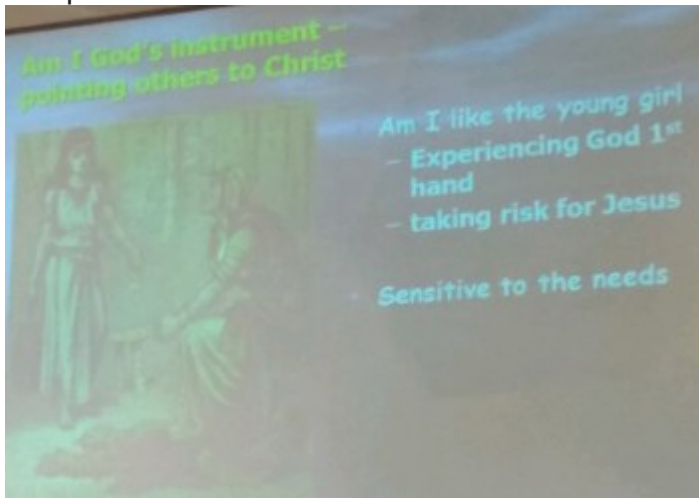 Am I God's instrument –
pointing others to Christ
Am I like the young girl
– Experiencing God 1st
hand
– taking risk for Jesus
Sensitive to the needs